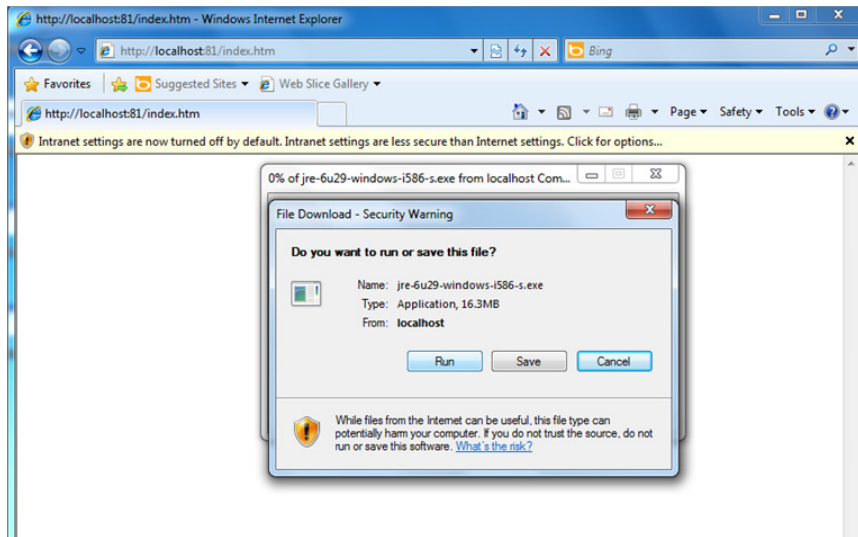 http://localhost:81/index.htm - Windows Internet Explorer
http://localhost:81/index.htm
Bing
Favorites
Suggested Sites
Web Slice Gallery
http://localhost:81/index.htm
Page
Safety
Tools
Intranet settings are now turned off by default. Intranet settings are less secure than Internet settings. Click for options...
0% of jre-6u29-windows-i586-s.exe from localhost Com...
File Download - Security Warning
Do you want to run or save this file?
Name: jre-6u29-windows-i586-s.exe
Type: Application, 16.3MB
From: localhost
Run
Save
Cancel
While files from the Internet can be useful, this file type can
potentially harm your computer. If you do not trust the source, do not
run or save this software. What's the risk?